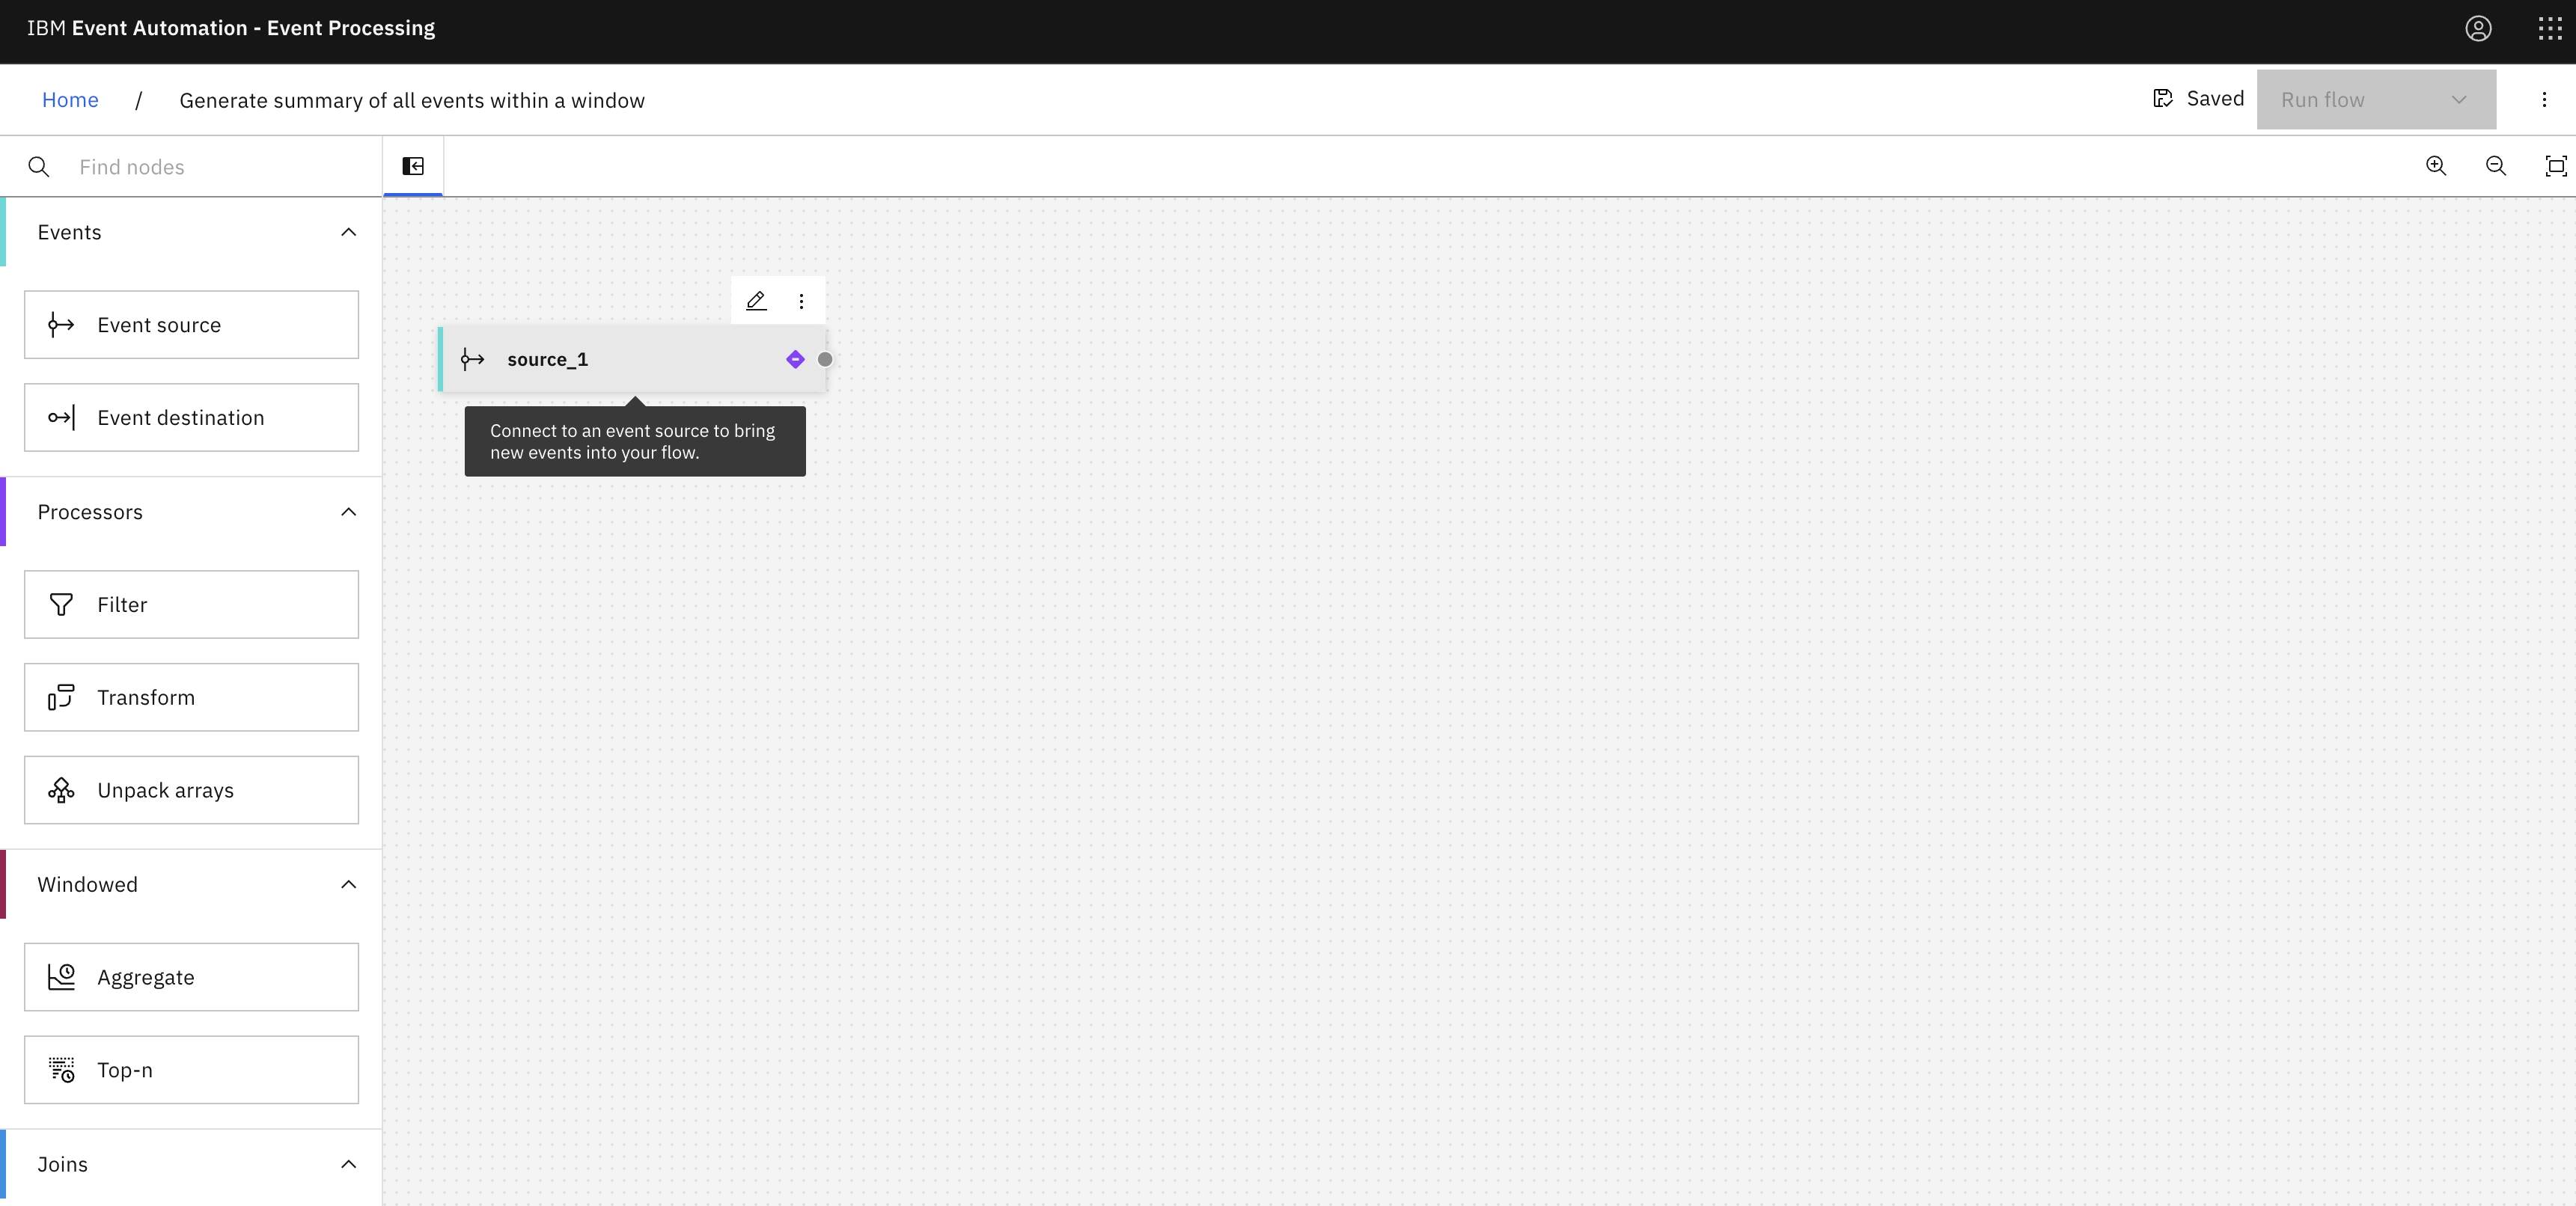 IBM Event Automation - Event Processing
Home / Generate summary of all events within a window
Saved
Run flow
Find nodes
Events
Event source
Event destination
Processors
Filter
Transform
Unpack arrays
Windowed
Aggregate
Top-n
Joins
source_1
Connect to an event source to bring
new events into your flow.